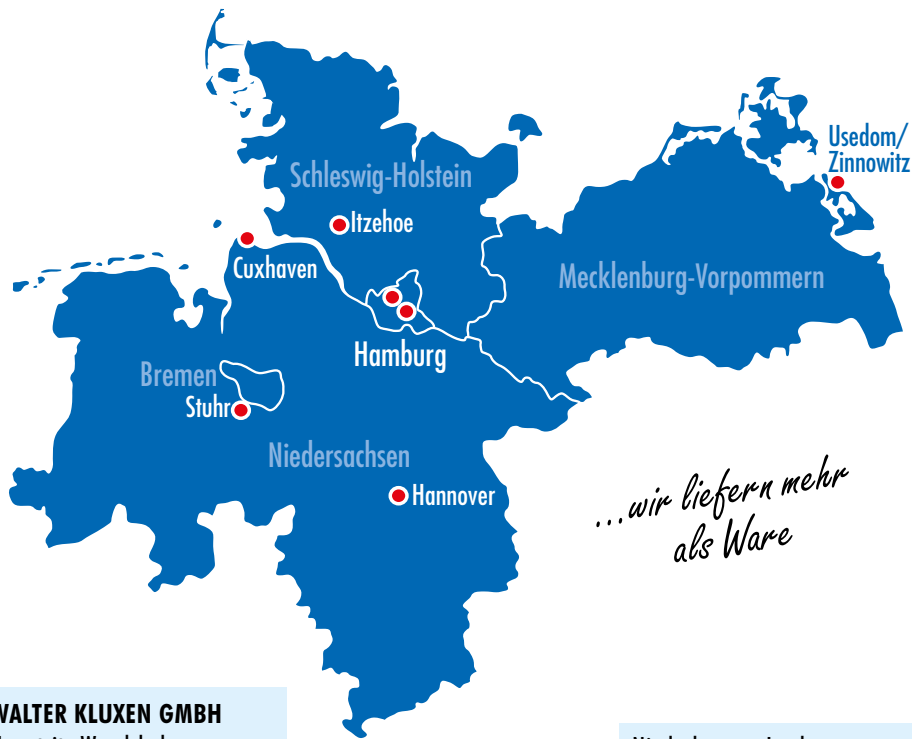 Usedom/
Zinnowitz
Schleswig-Holstein
Itzehoe
Cuxhaven
Mecklenburg-Vorpommern
Hamburg
Bremen
Stuhr
Niedersachsen
Hannover
...wir liefern mehr
als Ware
WALTER KLUXEN GMBH